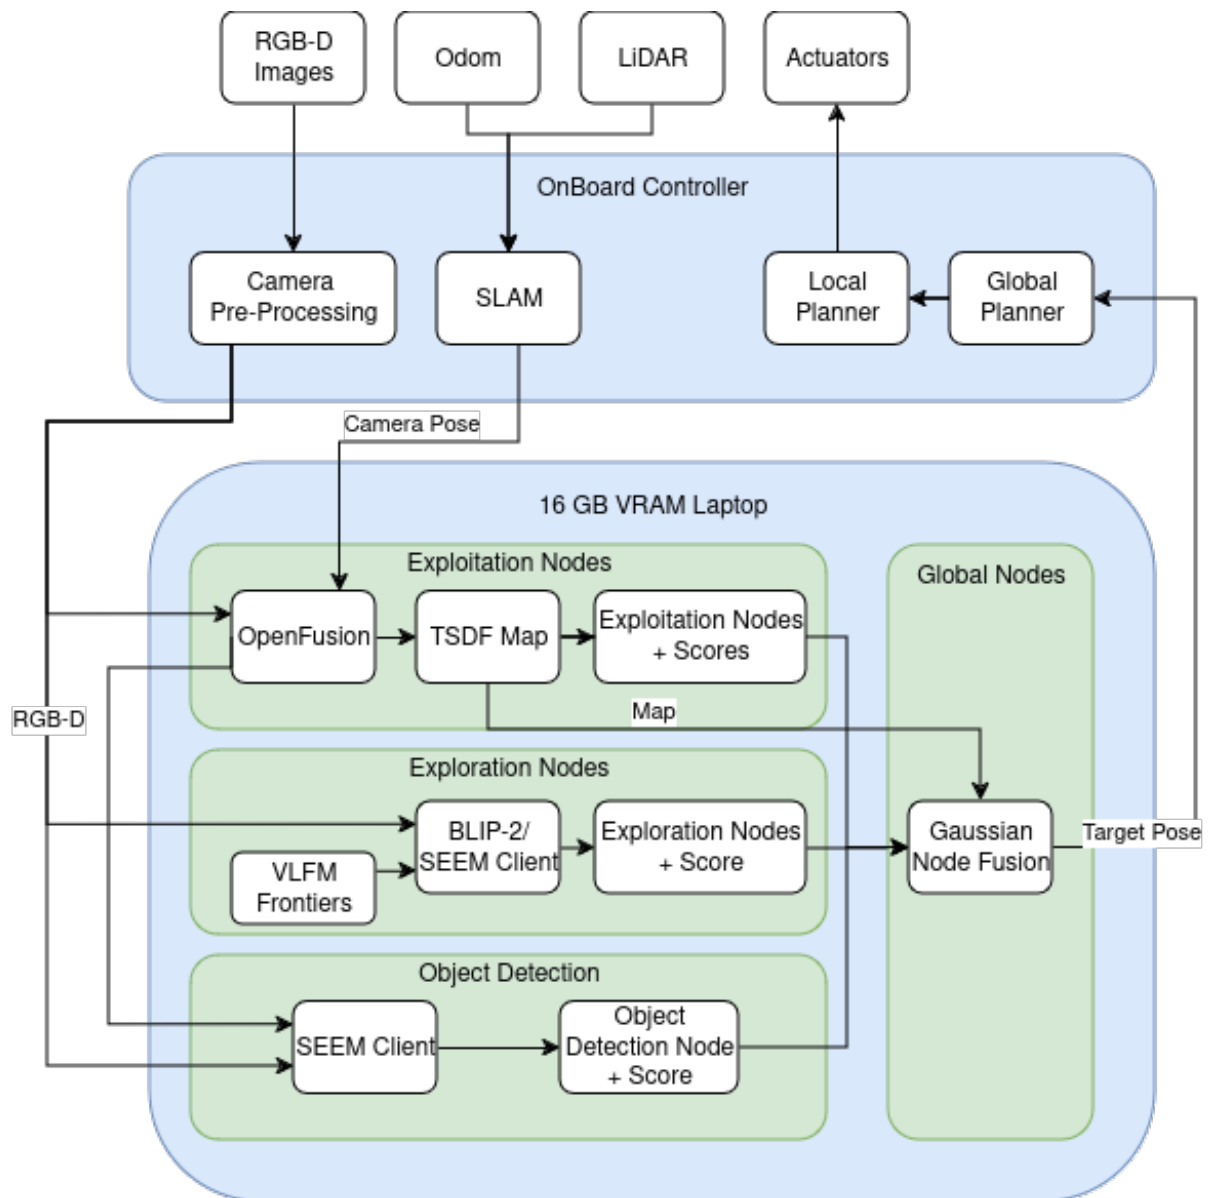 RGB-D
Images
Odom
LiDAR
Actuators
OnBoard Controller
Camera
Pre-Processing
SLAM
Local
Planner
Global
Planner
Camera Pose
16 GB VRAM Laptop
Exploitation Nodes
Global Nodes
OpenFusion
TSDF Map
Exploitation Nodes
+ Scores
RGB-D
Map
Exploration Nodes
BLIP-2/
SEEM Client
Exploration Nodes
+ Score
Gaussian
Node Fusion
Target Pose
VLFM
Frontiers
Object Detection
SEEM Client
Object
Detection Node
+ Score